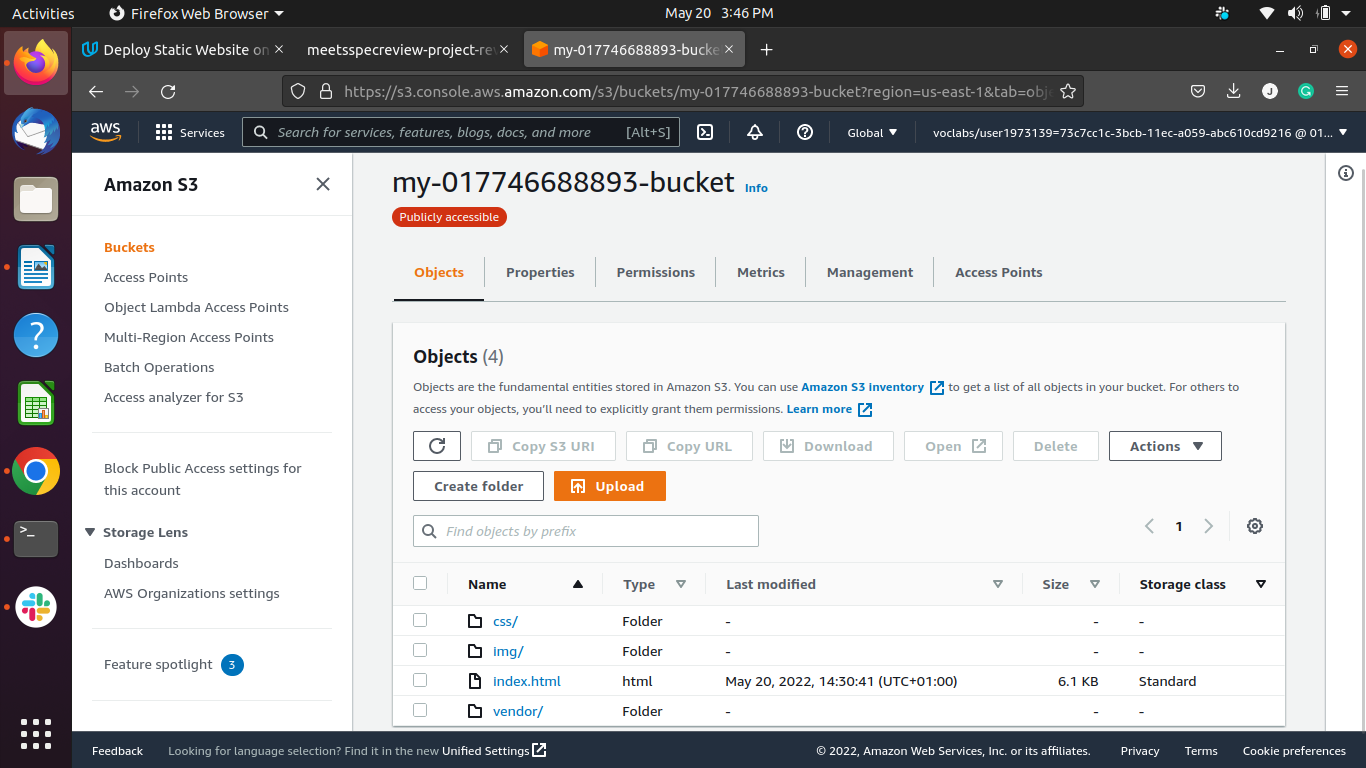 Activities
Firefox Web Browser
May 20 3:46 PM
Deploy Static Website on
meetsspecreview-project-rev
my-017746688893-bucket
https://s3.console.aws.amazon.com/s3/buckets/my-017746688893-bucket?region=us-east-1&tab=obj
J
aws
Services
Search for services, features, blogs, docs, and more
[Alt+S]
Global
voclabs/user1973139=73c7cc1c-3bcb-11ec-a059-abc610cd9216 @ 01...
Amazon S3
Buckets
Access Points
Object Lambda Access Points
Multi-Region Access Points
Batch Operations
Access analyzer for S3
Block Public Access settings for
this account
Storage Lens
Dashboards
AWS Organizations settings
Feature spotlight 3
my-017746688893-bucket Info
Publicly accessible
Objects
Properties
Permissions
Metrics
Management
Access Points
Objects (4)
Objects are the fundamental entities stored in Amazon S3. You can use Amazon S3 inventory to get a list of all objects in your bucket. For others to
access your objects, you'll need to explicitly grant them permissions. Learn more
Copy S3 URI
Copy URL
Download
Open
Delete
Actions
Create folder
Upload
Find objects by prefix
1
Name Type Last modified Size Storage class
css/ Folder - - -
img/ Folder - - -
index.html html May 20, 2022, 14:30:41 (UTC+01:00) 6.1 KB Standard
vendor/ Folder - - -
Feedback
Looking for language selection? Find it in the new Unified Settings
© 2022, Amazon Web Services, Inc. or its affiliates.
Privacy
Terms
Cookie preferences